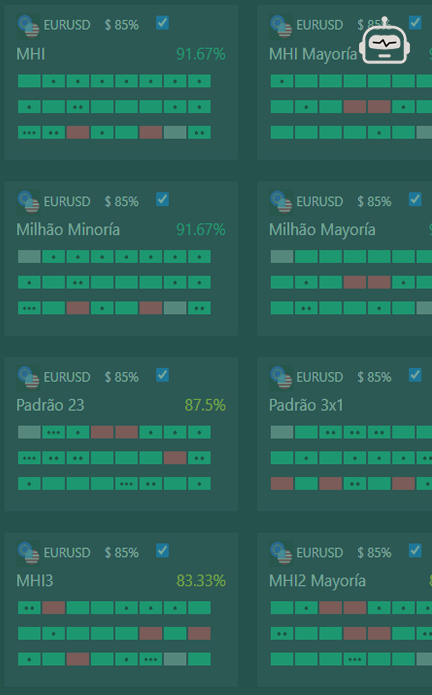 EURUSD $ 85%
MHI 91.67%
EURUSD $ 85%
MHI Mayoría
EURUSD $ 85%
Milhão Minoría 91.67%
EURUSD $ 85%
Milhão Mayoría
EURUSD $ 85%
Padrão 23 87.5%
EURUSD $ 85%
Padrão 3x1
EURUSD $ 85%
MHI3 83.33%
EURUSD $ 85%
MHI2 Mayoría